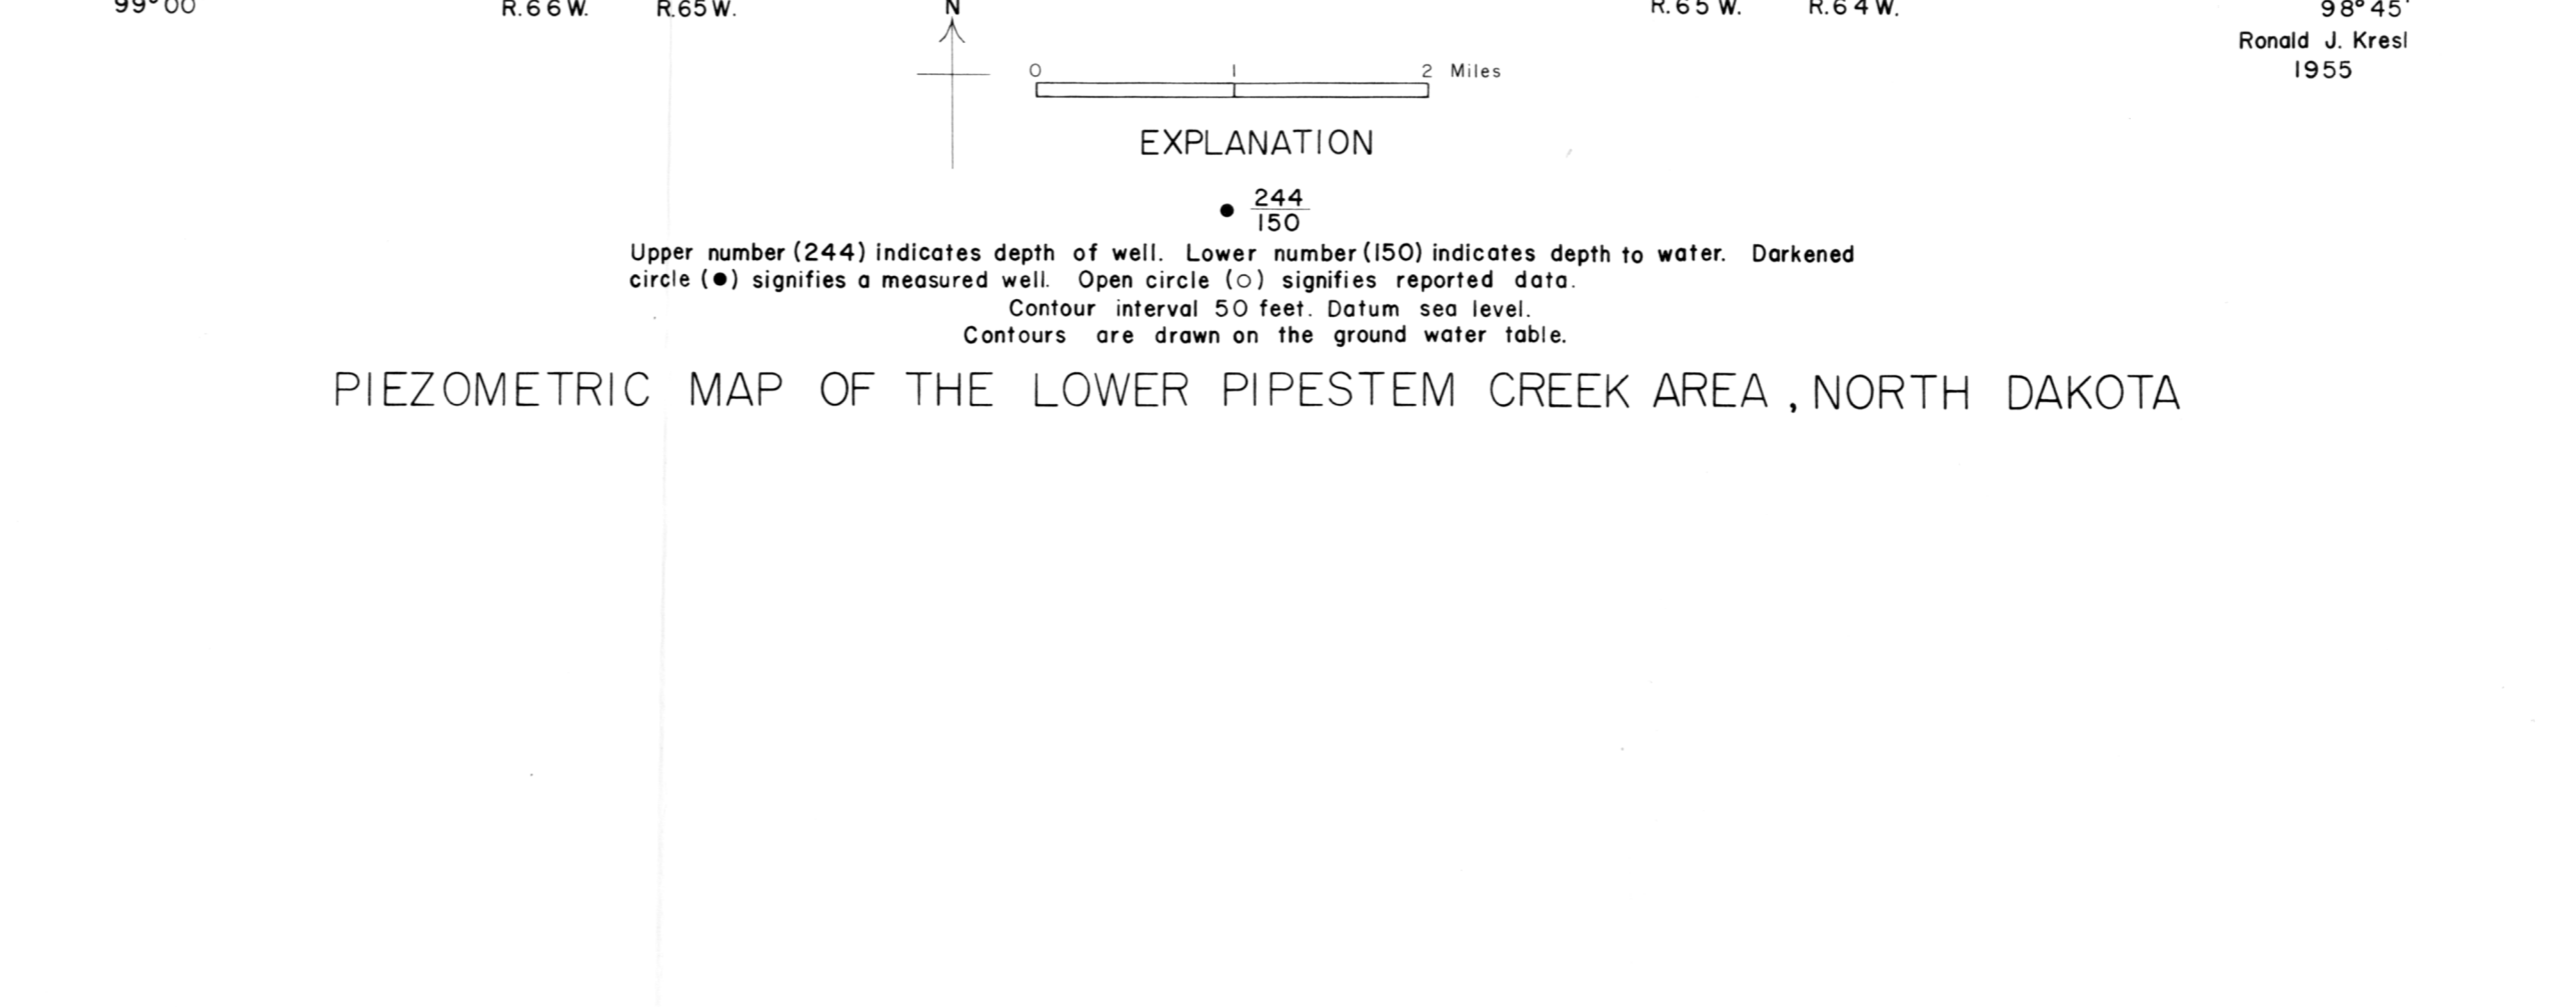 99°00 R.66W. R.65W. N R.65W. R.64W. 98°45'
Ronald J. Kresl
1955
0 1 2 Miles
EXPLANATION
● 244
150
Upper number (244) indicates depth of well. Lower number (150) indicates depth to water. Darkened
circle (●) signifies a measured well. Open circle (○) signifies reported data.
Contour interval 50 feet. Datum sea level.
Contours are drawn on the ground water table.
PIEZOMETRIC MAP OF THE LOWER PIPESTEM CREEK AREA, NORTH DAKOTA